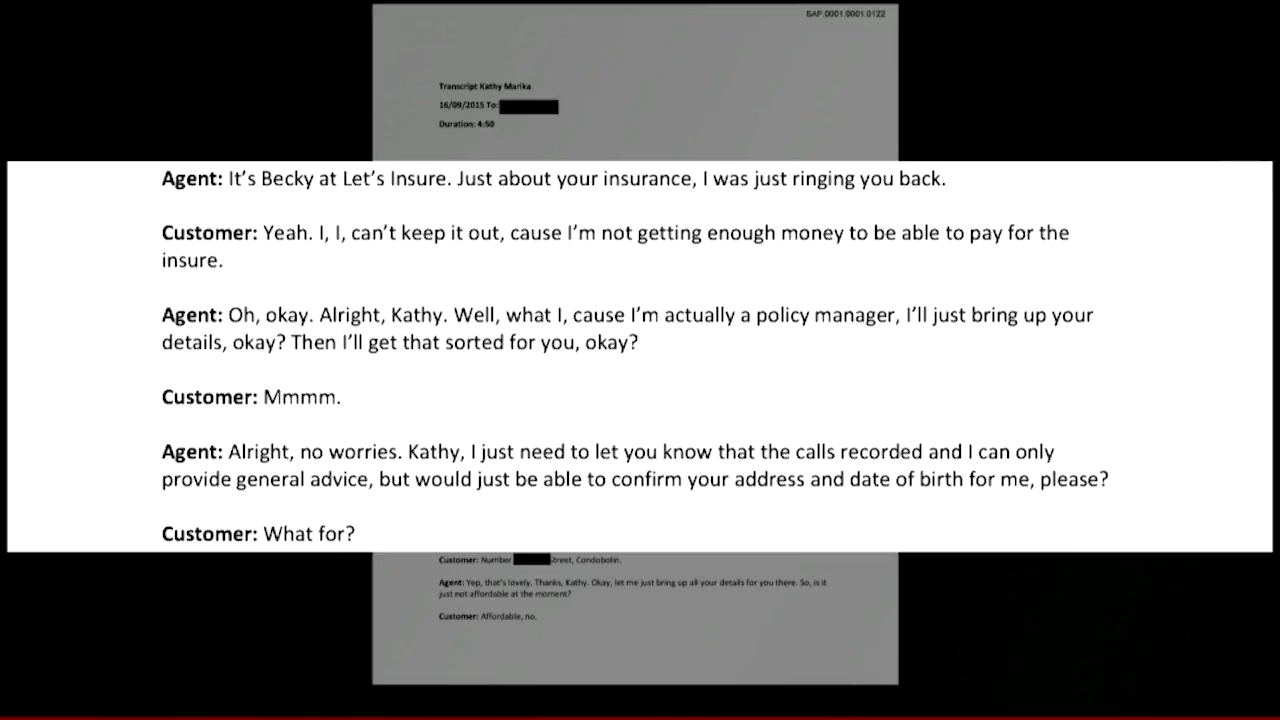 SAF.0001.0001.0122
Transcript Kathy Marika
16/09/2015 To:
Duration: 4:50
Agent: It’s Becky at Let’s Insure. Just about your insurance, I was just ringing you back.
Customer: Yeah. I, I, can’t keep it out, cause I’m not getting enough money to be able to pay for the
insure.
Agent: Oh, okay. Alright, Kathy. Well, what I, cause I’m actually a policy manager, I’ll just bring up your
details, okay? Then I’ll get that sorted for you, okay?
Customer: Mmmm.
Agent: Alright, no worries. Kathy, I just need to let you know that the calls recorded and I can only
provide general advice, but would just be able to confirm your address and date of birth for me, please?
Customer: What for?
Customer: Number Street, Condobolin.
Agent: Yep, that’s lovely. Thanks, Kathy. Okay, let me just bring up all your details for you there. So, is it
just not affordable at the moment?
Customer: Affordable, no.